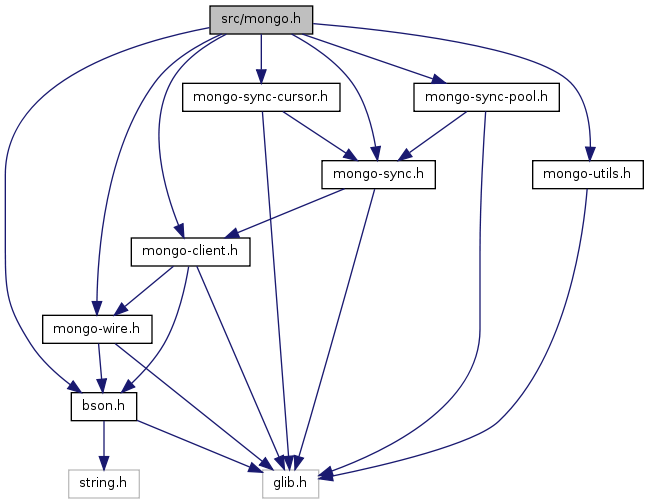 src/mongo.h
mongo-sync-cursor.h
mongo-sync-pool.h
mongo-sync.h
mongo-utils.h
mongo-client.h
mongo-wire.h
bson.h
string.h
glib.h